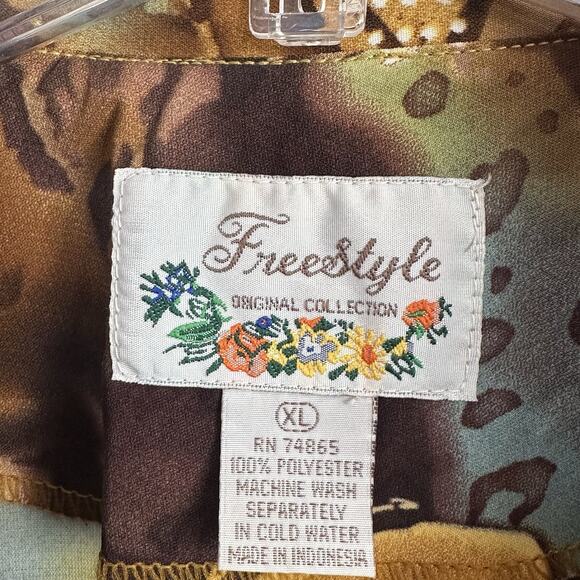 FreeStyle
ORIGINAL COLLECTION
XL
RN 74865
100% POLYESTER
MACHINE WASH
SEPARATELY
IN COLD WATER
MADE IN INDONESIA